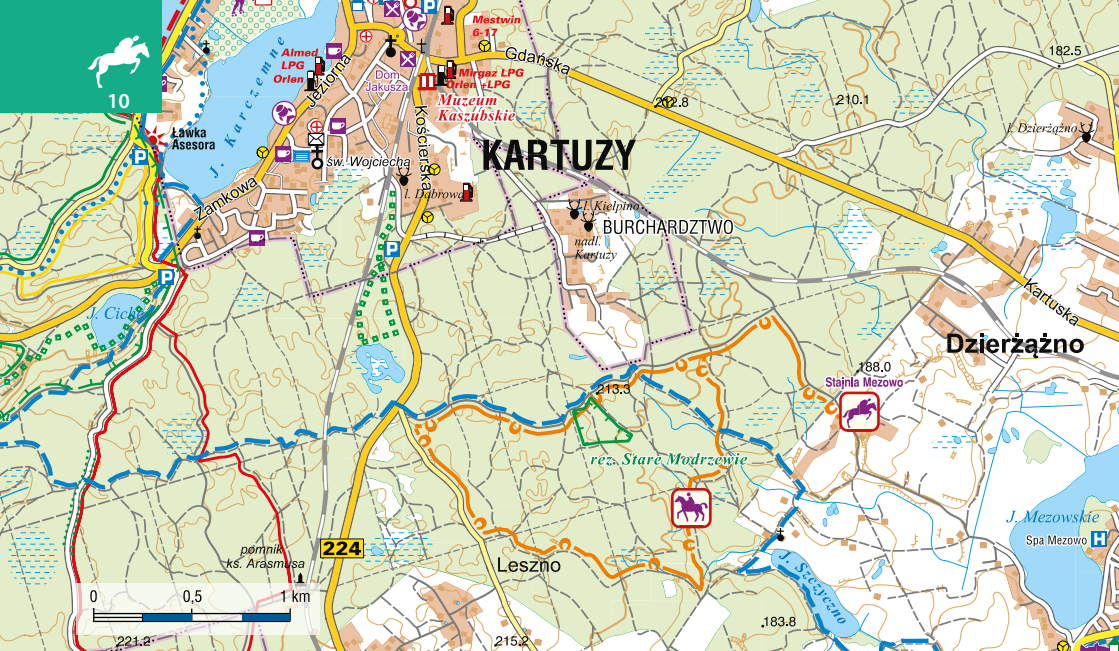 10
J. Karczemne
Almed
LPG
Orlen
Jeziorna
Dom
Jakusza
P
Mestwin
6-17
Gdańska
Mirgaz LPG
Orlen +LPG
Muzeum
Kaszubskie
Kościerska
212.8
210.1
182.5
l. Dzierżążno
P
Ławka
Asesora
św. Wojciecha
KARTUZY
l. Dąbrowa
l. Kiełpino
BURCHARDZTWO
nadl.
Kartuzy
Zamkowa
P
P
J. Ciche
Kartuska
Dzierżążno
188.0
Stajnia Mezowo
213.3
rez. Stare Modrzewie
J. Mezowskie
Spa Mezowo H
224
pomnik
ks. Arasmusa
Leszno
J. Szczyczno
0 0,5 1 km
221.2
215.2
183.8